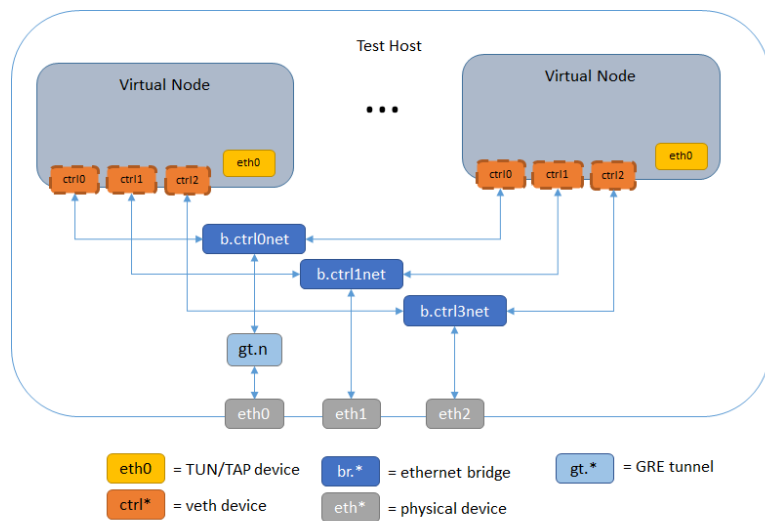 Test Host
Virtual Node
Virtual Node
...
eth0
eth0
ctrl0
ctrl1
ctrl2
ctrl0
ctrl1
ctrl2
b.ctrl0net
b.ctrl1net
b.ctrl3net
gt.n
eth0
eth1
eth2
eth0 = TUN/TAP device
br.* = ethernet bridge
gt.* = GRE tunnel
ctrl* = veth device
eth* = physical device